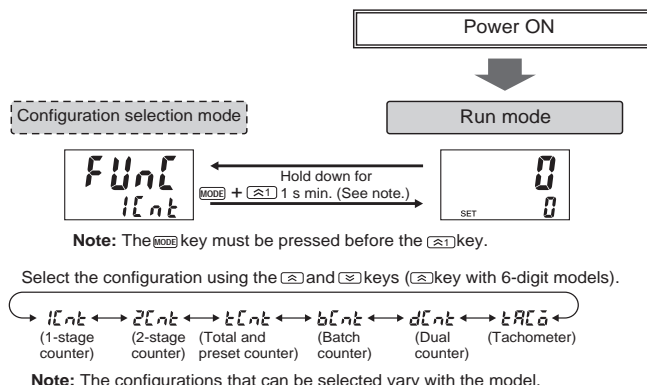 Power ON
Configuration selection mode
Run mode
FUnC
1Cnt
Hold down for
MODE + 1 1 s min. (See note.)
0
SET 0
Note: The MODE key must be pressed before the 1 key.
Select the configuration using the and keys ( key with 6-digit models).
1Cnt 2Cnt tCnt bCnt dCnt tACo
(1-stage counter) (2-stage counter) (Total and preset counter) (Batch counter) (Dual counter) (Tachometer)
Note: The configurations that can be selected vary with the model.